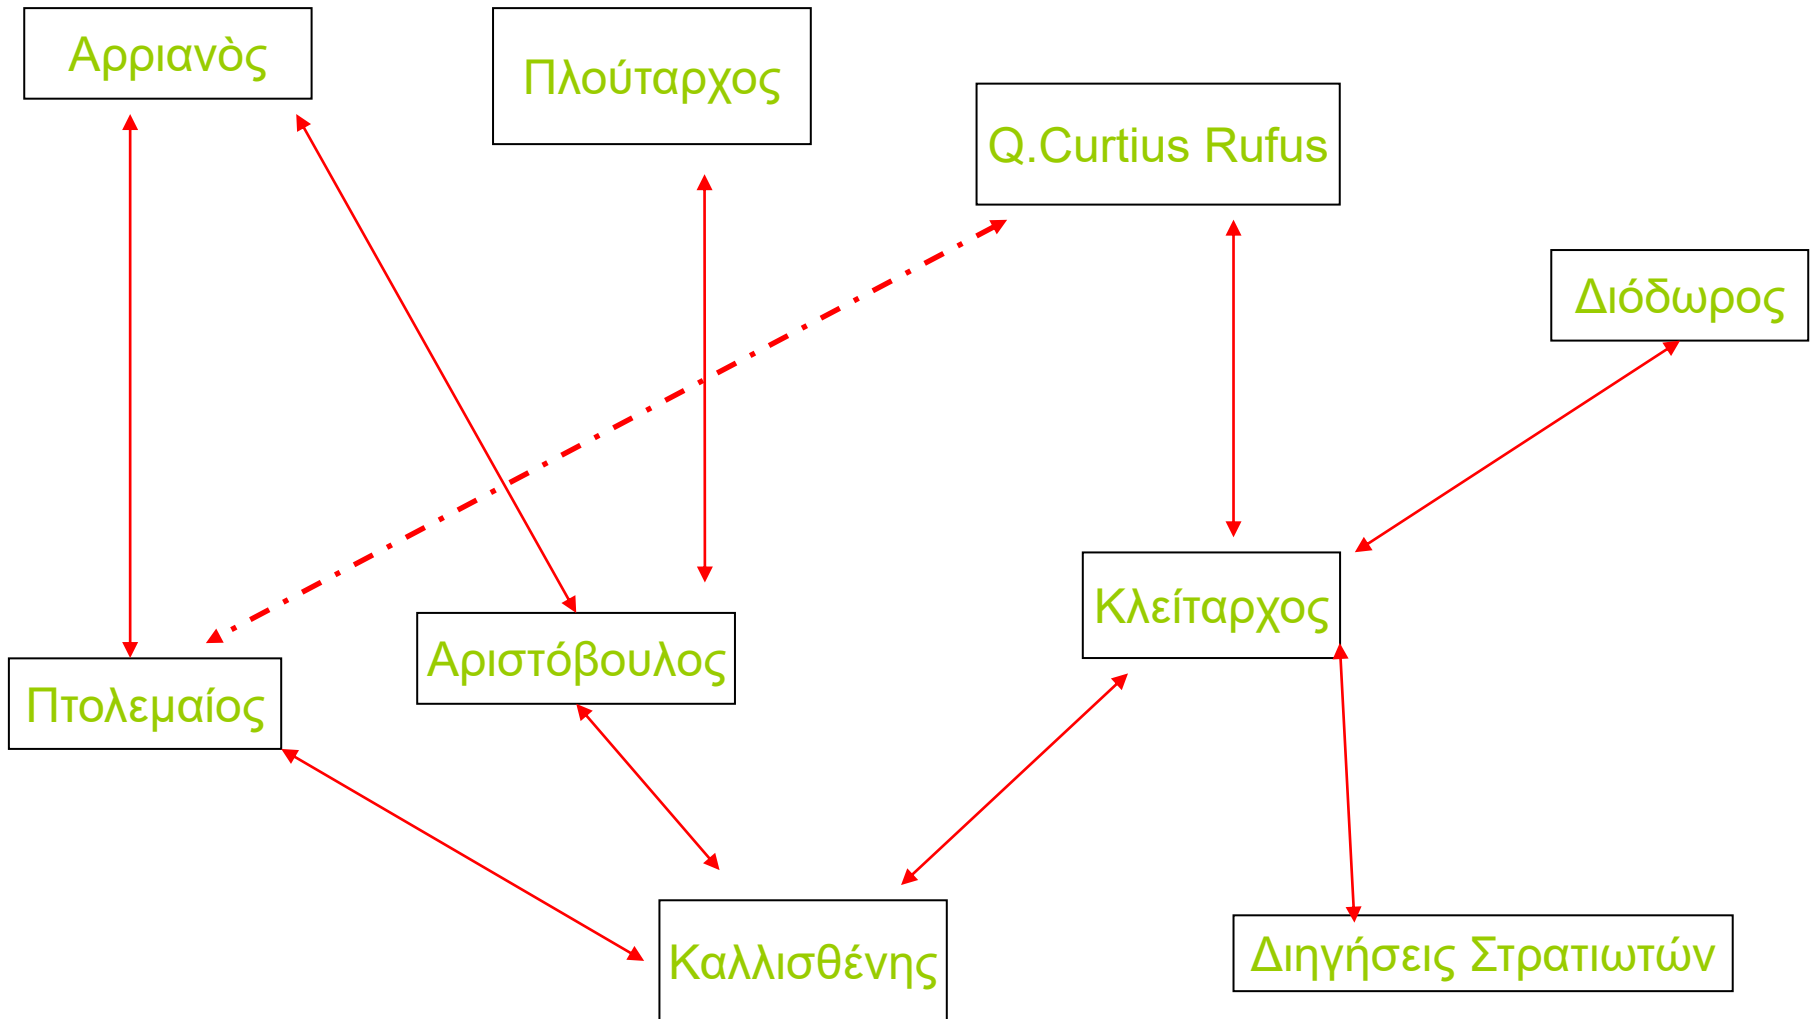 Αρριανὸς
Πλούταρχος
Q.Curtius Rufus
Διόδωρος
Κλείταρχος
Αριστόβουλος
Πτολεμαίος
Καλλισθένης
Διηγήσεις Στρατιωτών